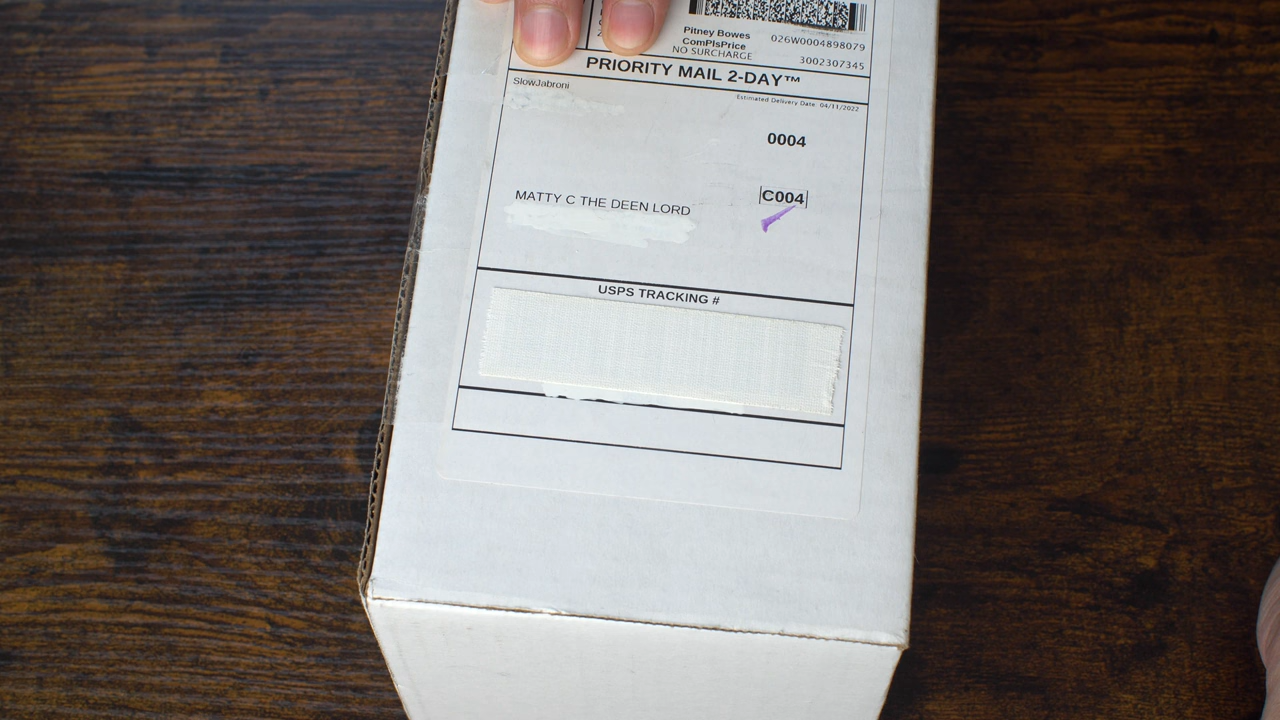 Pitney Bowes
ComPlsPrice
NO SURCHARGE
026W0004898079
3002307345
PRIORITY MAIL 2-DAY™
SlowJabroni
Estimated Delivery Date: 04/11/2022
0004
MATTY C THE DEEN LORD
C004
USPS TRACKING #